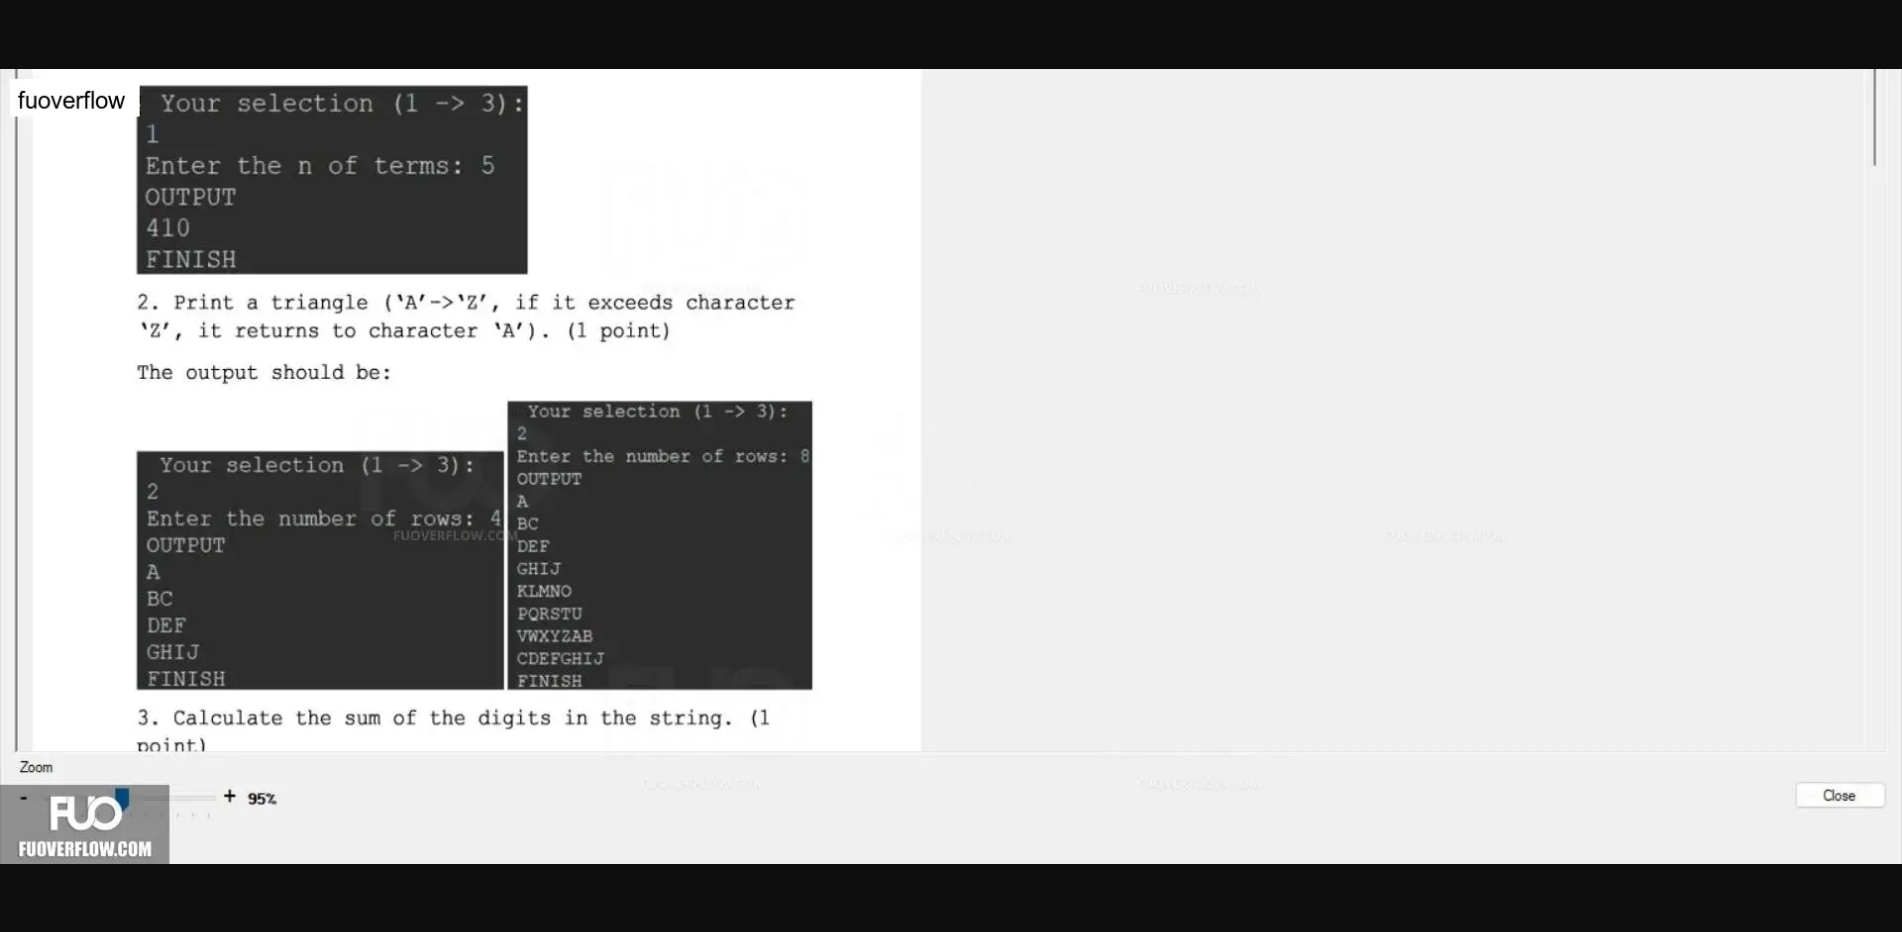 fuoverflow
Your selection (1 -> 3):
1
Enter the n of terms: 5
OUTPUT
410
FINISH
2. Print a triangle (‘A’->‘Z’, if it exceeds character
‘Z’, it returns to character ‘A’). (1 point)
The output should be:
Your selection (1 -> 3):
2
Enter the number of rows: 4
OUTPUT
A
BC
DEF
GHIJ
FINISH
Your selection (1 -> 3):
2
Enter the number of rows: 8
OUTPUT
A
BC
DEF
GHIJ
KLMNO
PQRSTU
VWXYZAB
CDEFGHIJ
FINISH
FUOVERFLOW.COM
3. Calculate the sum of the digits in the string. (1
point)
Zoom
- + 95%
Close
FUO
FUOVERFLOW.COM